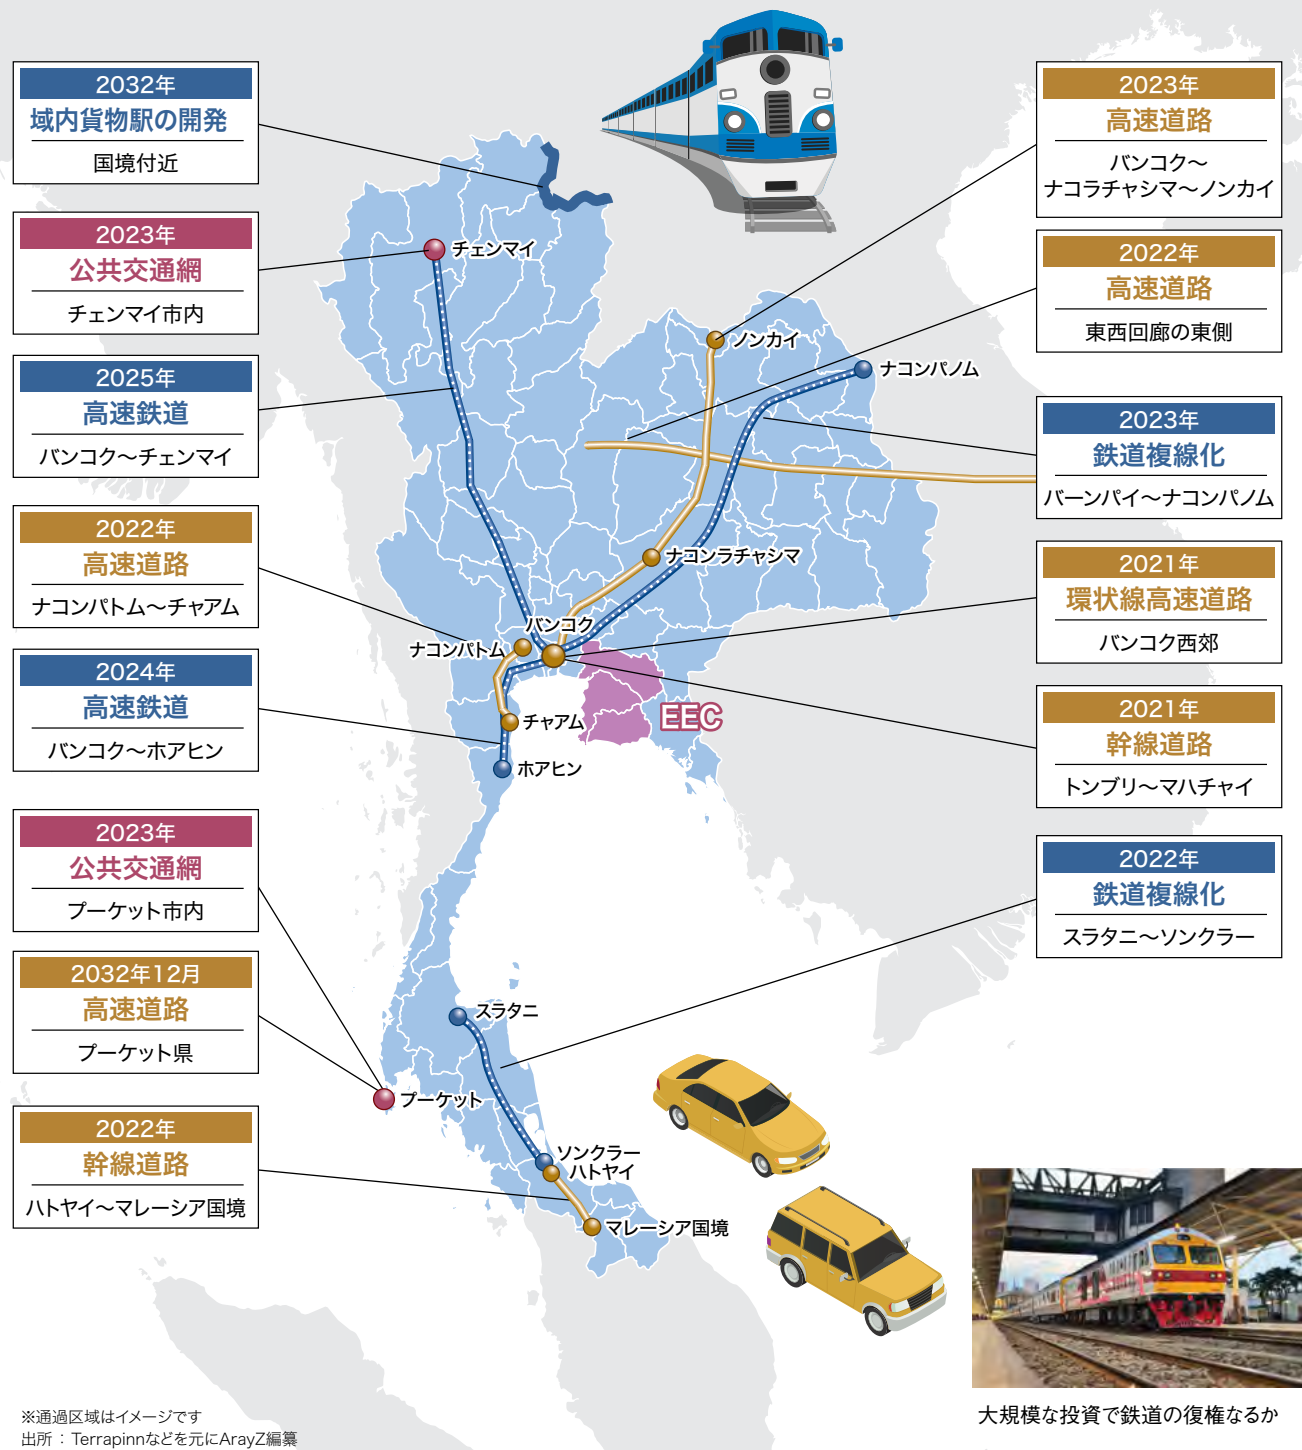 2032年
域内貨物駅の開発
国境付近
2023年
公共交通網
チェンマイ市内
2025年
高速鉄道
バンコク〜チェンマイ
2022年
高速道路
ナコンパトム〜チャアム
2024年
高速鉄道
バンコク〜ホアヒン
2023年
公共交通網
プーケット市内
2032年12月
高速道路
プーケット県
2022年
幹線道路
ハトヤイ〜マレーシア国境
チェンマイ
ノンカイ
ナコンパノム
ナコンラチャシマ
バンコク
ナコンパトム
EEC
チャアム
ホアヒン
スラタニ
プーケット
ソンクラー
ハトヤイ
マレーシア国境
2023年
高速道路
バンコク〜
ナコラチャシマ〜ノンカイ
2022年
高速道路
東西回廊の東側
2023年
鉄道複線化
バーンパイ〜ナコンパノム
2021年
環状線高速道路
バンコク西郊
2021年
幹線道路
トンブリ〜マハチャイ
2022年
鉄道複線化
スラタニ〜ソンクラー
大規模な投資で鉄道の復権なるか
※通過区域はイメージです
出所：Terrapinnなどを元にArayZ編纂